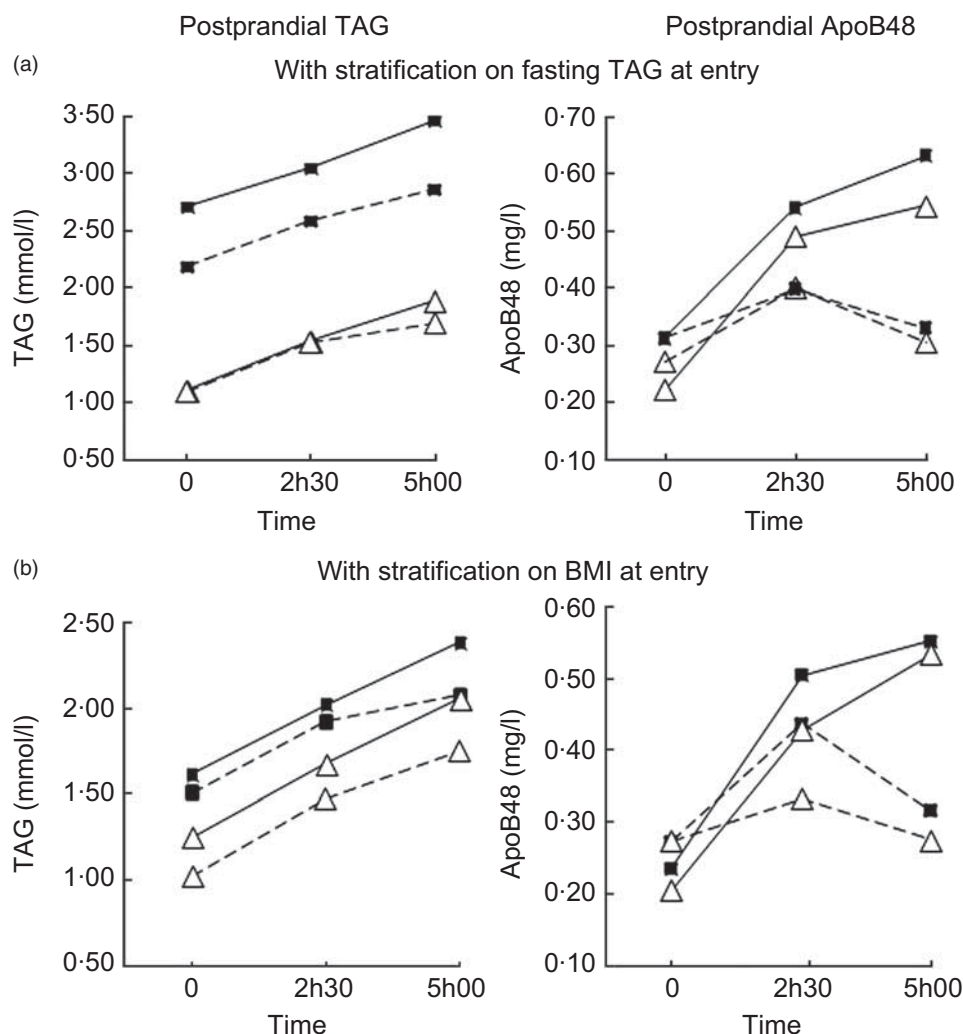 Postprandial TAG
Postprandial ApoB48
(a)
With stratification on fasting TAG at entry
3·50
3·00
2·50
2·00
1·50
1·00
0·50
TAG (mmol/l)
0
2h30
5h00
Time
0·70
0·60
0·50
0·40
0·30
0·20
0·10
ApoB48 (mg/l)
0
2h30
5h00
Time
(b)
With stratification on BMI at entry
2·50
2·00
1·50
1·00
0·50
TAG (mmol/l)
0
2h30
5h00
Time
0·60
0·50
0·40
0·30
0·20
0·10
ApoB48 (mg/l)
0
2h30
5h00
Time